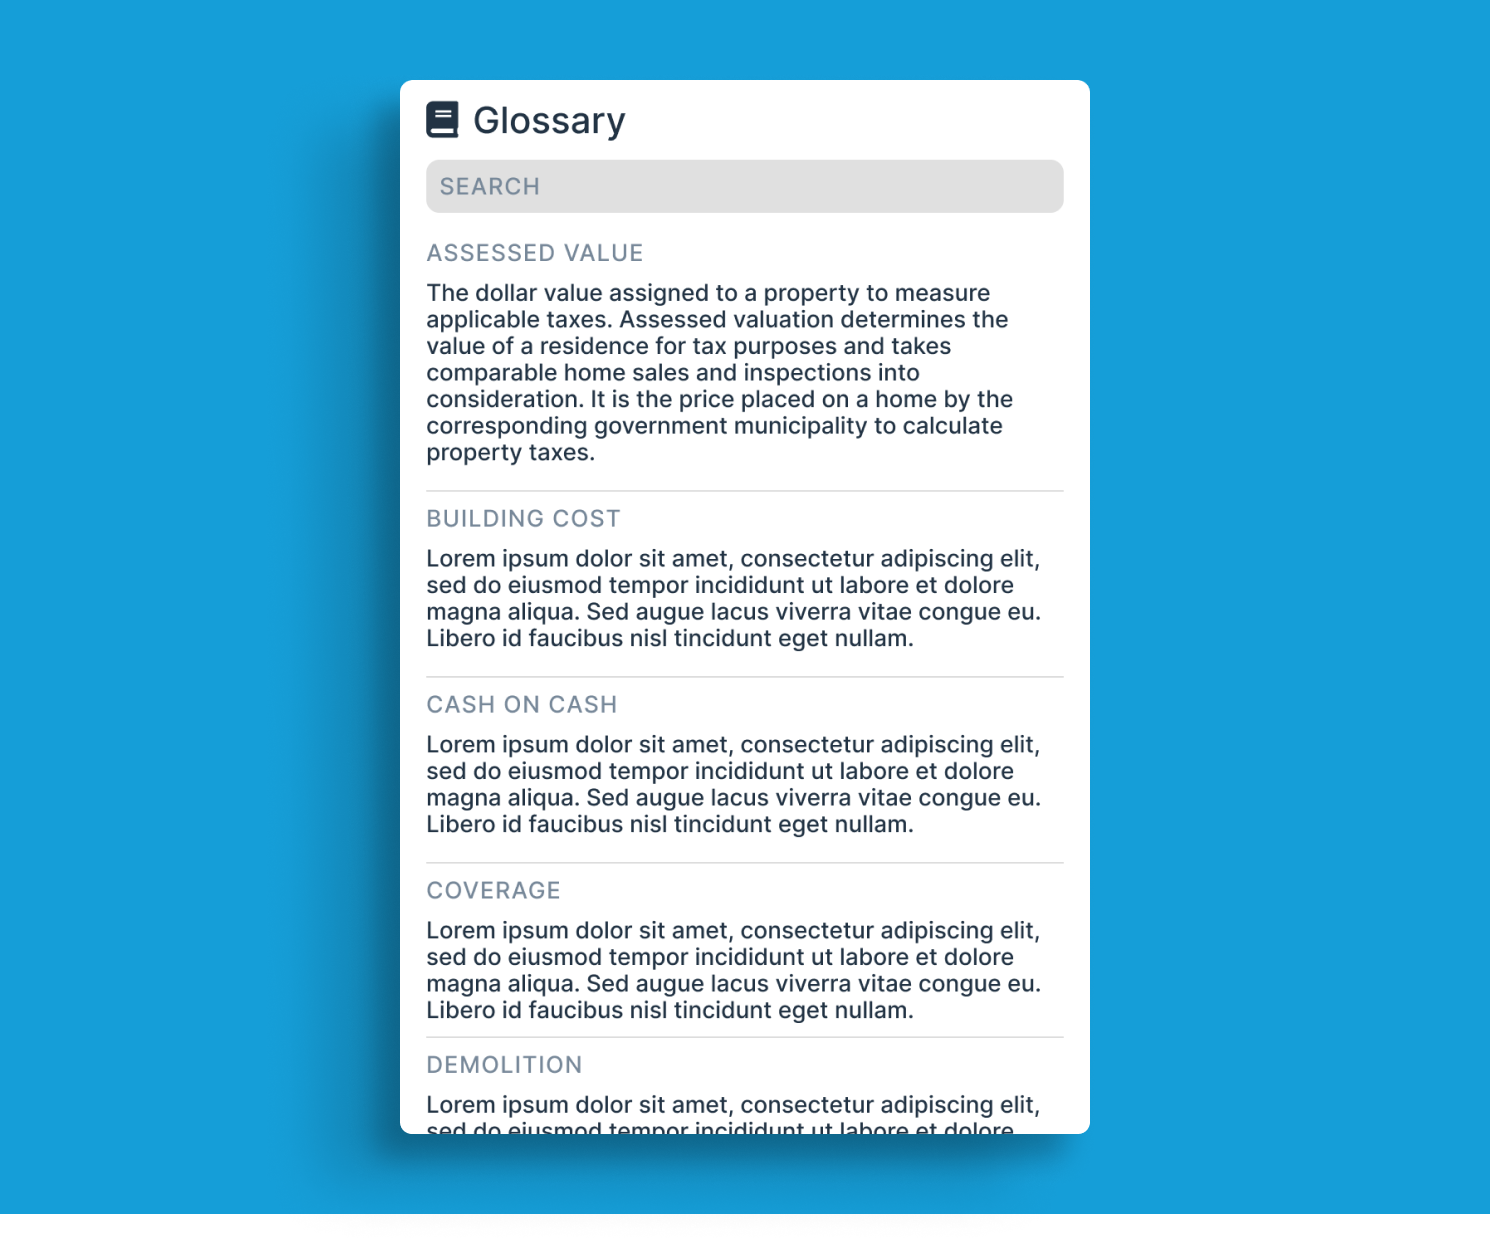 Glossary
SEARCH
ASSESSED VALUE
The dollar value assigned to a property to measure
applicable taxes. Assessed valuation determines the
value of a residence for tax purposes and takes
comparable home sales and inspections into
consideration. It is the price placed on a home by the
corresponding government municipality to calculate
property taxes.
BUILDING COST
Lorem ipsum dolor sit amet, consectetur adipiscing elit,
sed do eiusmod tempor incididunt ut labore et dolore
magna aliqua. Sed augue lacus viverra vitae congue eu.
Libero id faucibus nisl tincidunt eget nullam.
CASH ON CASH
Lorem ipsum dolor sit amet, consectetur adipiscing elit,
sed do eiusmod tempor incididunt ut labore et dolore
magna aliqua. Sed augue lacus viverra vitae congue eu.
Libero id faucibus nisl tincidunt eget nullam.
COVERAGE
Lorem ipsum dolor sit amet, consectetur adipiscing elit,
sed do eiusmod tempor incididunt ut labore et dolore
magna aliqua. Sed augue lacus viverra vitae congue eu.
Libero id faucibus nisl tincidunt eget nullam.
DEMOLITION
Lorem ipsum dolor sit amet, consectetur adipiscing elit,
sed do eiusmod tempor incididunt ut labore et dolore